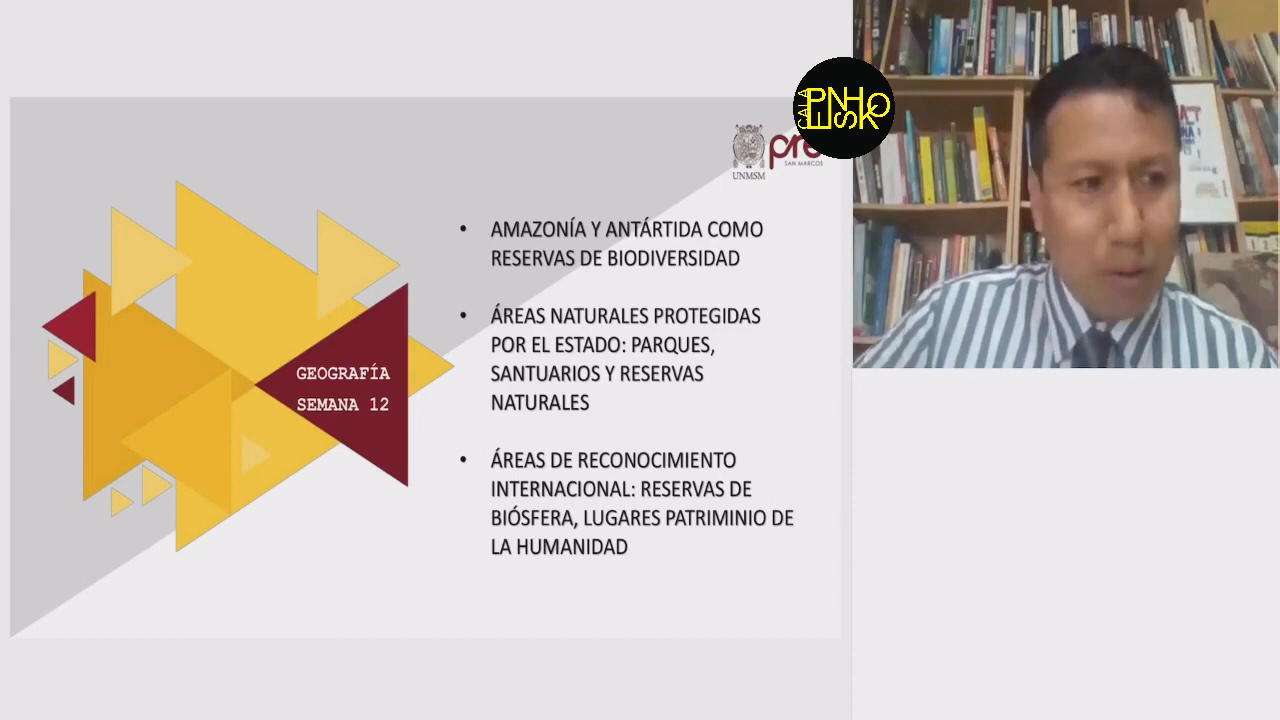 GEOGRAFÍA
SEMANA 12
UNMSM
pre
SAN MARCOS
• AMAZONÍA Y ANTÁRTIDA COMO
RESERVAS DE BIODIVERSIDAD
• ÁREAS NATURALES PROTEGIDAS
POR EL ESTADO: PARQUES,
SANTUARIOS Y RESERVAS
NATURALES
• ÁREAS DE RECONOCIMIENTO
INTERNACIONAL: RESERVAS DE
BIÓSFERA, LUGARES PATRIMINIO DE
LA HUMANIDAD